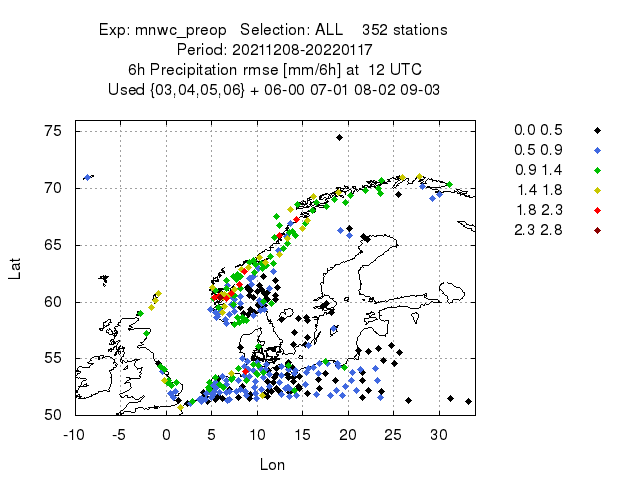 Exp: mnwc_preop   Selection: ALL    352 stations
Period: 20211208-20220117
6h Precipitation rmse [mm/6h] at  12 UTC
Used {03,04,05,06} + 06-00 07-01 08-02 09-03
75
70
65
60
55
50
Lat
-10 -5 0 5 10 15 20 25 30
Lon
0.0 0.5
0.5 0.9
0.9 1.4
1.4 1.8
1.8 2.3
2.3 2.8